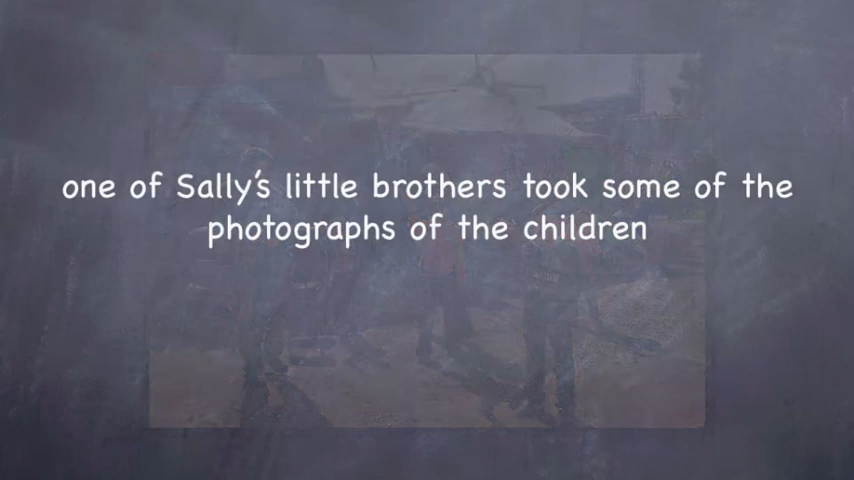 one of Sally's little brothers took some of the
photographs of the children